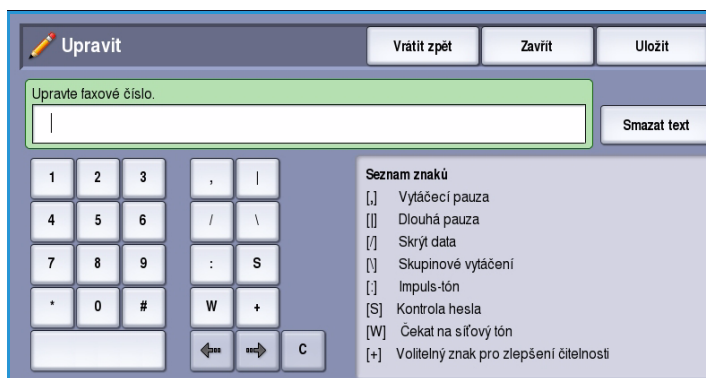 Upravit
Vrátit zpět
Zavřít
Uložit
Upravte faxové číslo.
Smazat text
1 2 3 , |
4 5 6 / \
7 8 9 : S
* 0 # W +
C
Seznam znaků
[,] Vytáčecí pauza
[|] Dlouhá pauza
[/] Skrýt data
[\] Skupinové vytáčení
[:] Impuls-tón
[S] Kontrola hesla
[W] Čekat na síťový tón
[+] Volitelný znak pro zlepšení čitelnosti